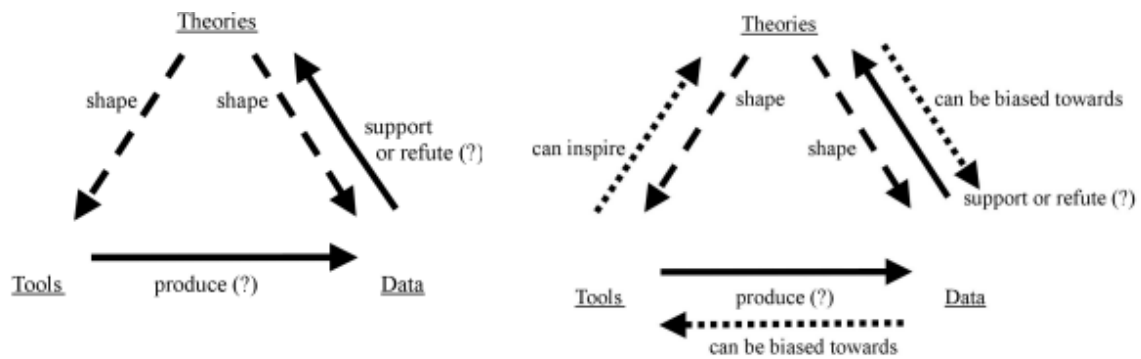 Theories
shape
shape
support
or refute (?)
Tools
produce (?)
Data
Theories
can be biased towards
shape
can inspire
shape
support or refute (?)
Tools
produce (?)
Data
can be biased towards